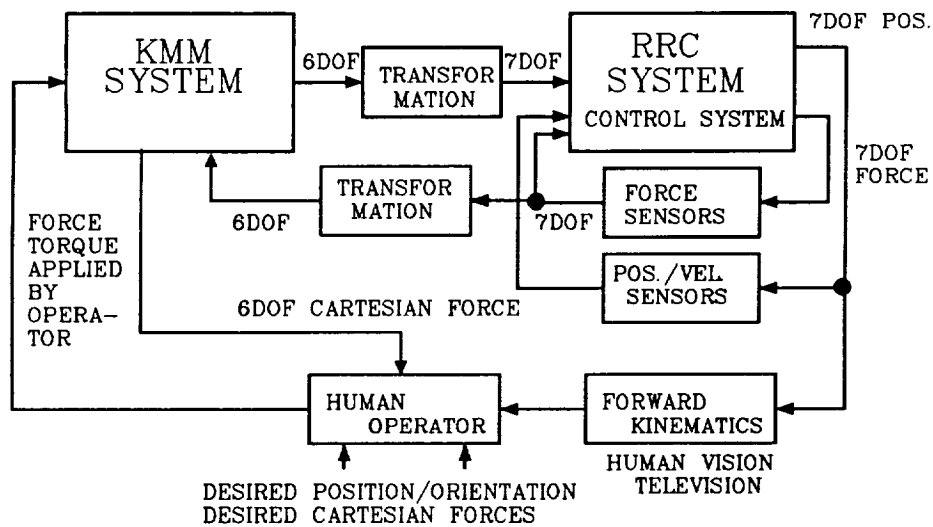 KMM
SYSTEM
6DOF
TRANSFOR
MATION
7DOF
RRC
SYSTEM
CONTROL SYSTEM
7DOF POS.
7DOF
FORCE
TRANSFOR
MATION
6DOF
7DOF
FORCE
SENSORS
POS./VEL.
SENSORS
FORCE
TORQUE
APPLIED
BY
OPERA-
TOR
6DOF CARTESIAN FORCE
HUMAN
OPERATOR
FORWARD
KINEMATICS
HUMAN VISION
TELEVISION
DESIRED POSITION/ORIENTATION
DESIRED CARTESIAN FORCES